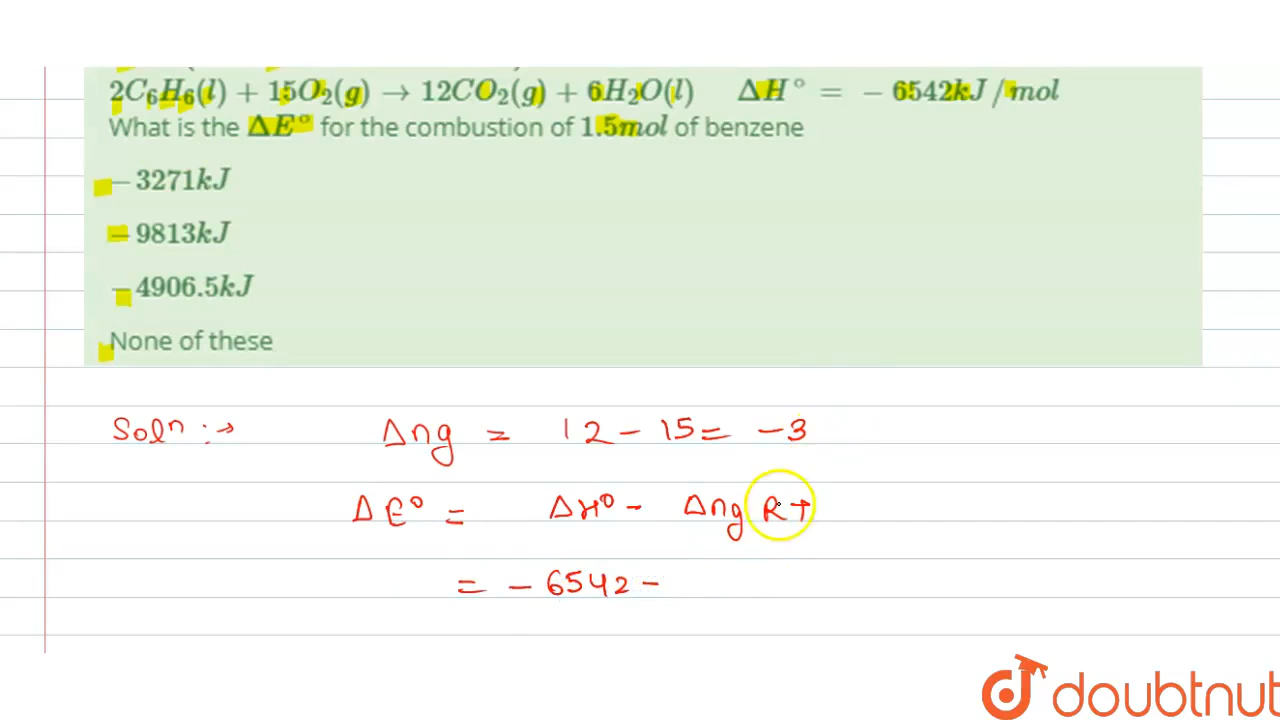 2C₆H₆(l) + 15O₂(g) → 12CO₂(g) + 6H₂O(l) ΔH° = −6542kJ/mol
What is the ΔE° for the combustion of 1.5mol of benzene
−3271kJ
−9813kJ
−4906.5kJ
None of these
Solⁿ :→ Δng = 12 − 15 = −3
ΔE° = ΔH° − Δng RT
= −6542 −
doubtnut